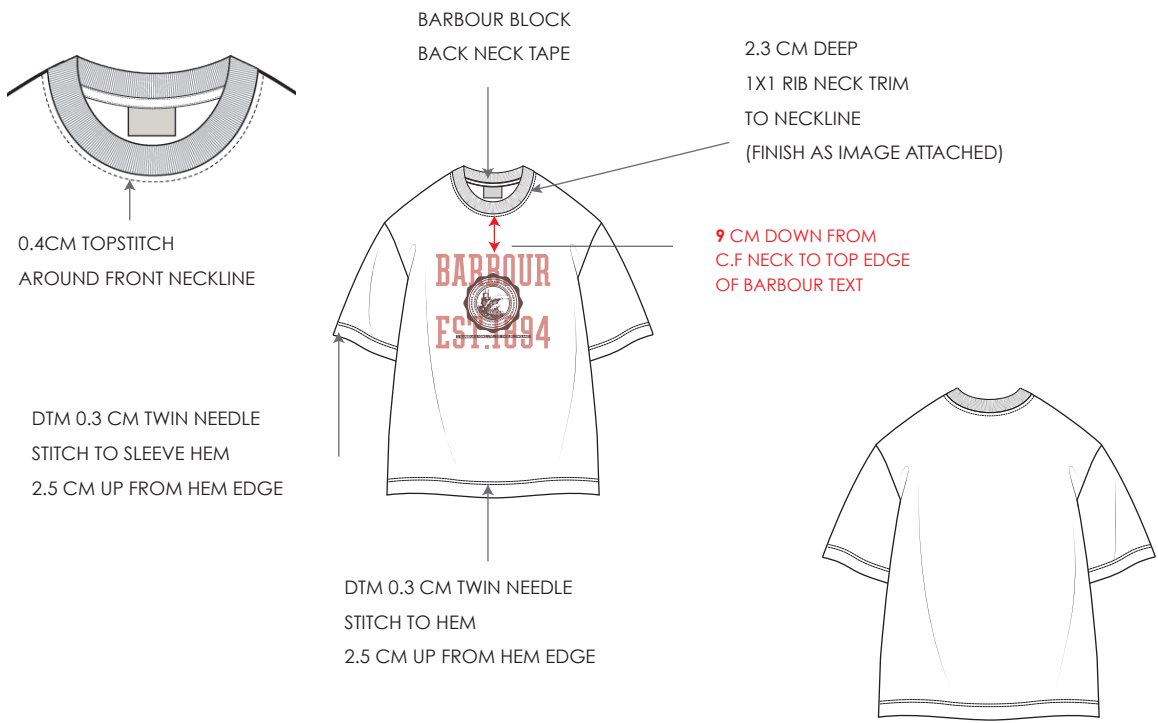 BARBOUR BLOCK
BACK NECK TAPE
2.3 CM DEEP
1X1 RIB NECK TRIM
TO NECKLINE
(FINISH AS IMAGE ATTACHED)
0.4CM TOPSTITCH
AROUND FRONT NECKLINE
9 CM DOWN FROM
C.F NECK TO TOP EDGE
OF BARBOUR TEXT
BARBOUR
EST.1894
DTM 0.3 CM TWIN NEEDLE
STITCH TO SLEEVE HEM
2.5 CM UP FROM HEM EDGE
DTM 0.3 CM TWIN NEEDLE
STITCH TO HEM
2.5 CM UP FROM HEM EDGE